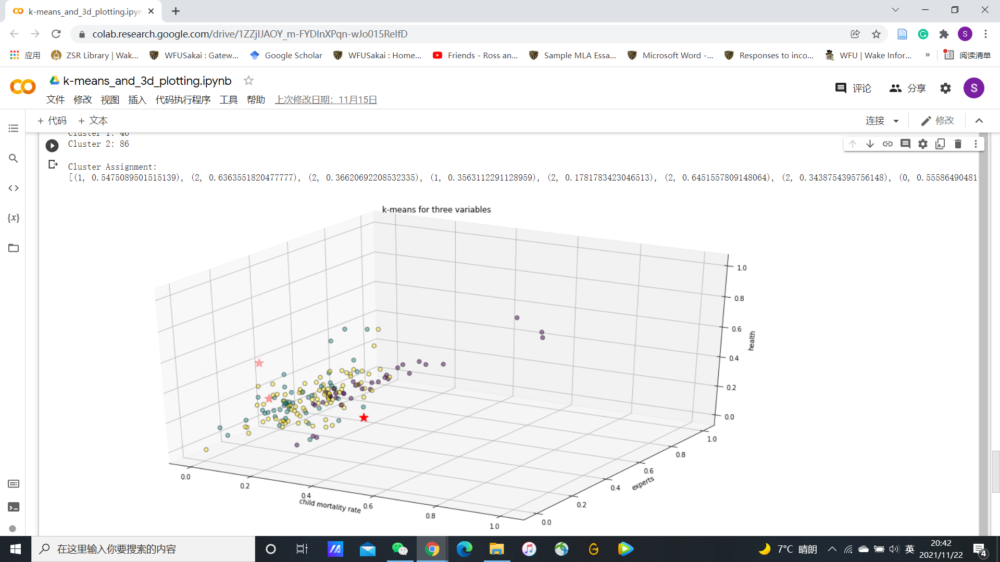 k-means_and_3d_plotting.ipyn
colab.research.google.com/drive/1ZZjIJAOY_m-FYDInXPqn-wJo015RelfD
S
应用
ZSR Library | Wak...
WFUSakai : Gatew...
Google Scholar
WFUSakai : Home...
Friends - Ross an...
Sample MLA Essa...
Microsoft Word -...
Responses to inco...
WFU | Wake Infor...
»
阅读清单
k-means_and_3d_plotting.ipynb
评论
分享
S
文件 修改 视图 插入 代码执行程序 工具 帮助 上次修改日期：11月15日
+ 代码 + 文本
连接
修改
Cluster 1: 46
Cluster 2: 86
Cluster Assignment:
[(1, 0.5475089501515139), (2, 0.6363551820477777), (2, 0.36620692208532335), (1, 0.3563112291128959), (2, 0.1781783423046513), (2, 0.6451557809148064), (2, 0.3438754395756148), (0, 0.55586490481
{x}
k-means for three variables
1.0
0.8
0.6
0.4
0.2
0.0
health
1.0
0.8
0.6
0.4
0.2
0.0
experts
0.0
0.2
0.4
0.6
0.8
1.0
child mortality rate
在这里输入你要搜索的内容
7°C 晴朗
英
20:42
2021/11/22
4